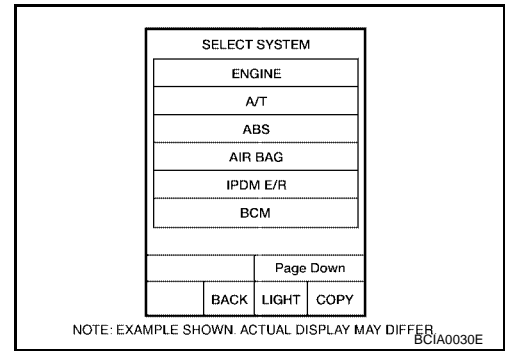 SELECT SYSTEM
ENGINE
A/T
ABS
AIR BAG
IPDM E/R
BCM
Page Down
BACK LIGHT COPY
NOTE: EXAMPLE SHOWN. ACTUAL DISPLAY MAY DIFFER.
BCIA0030E